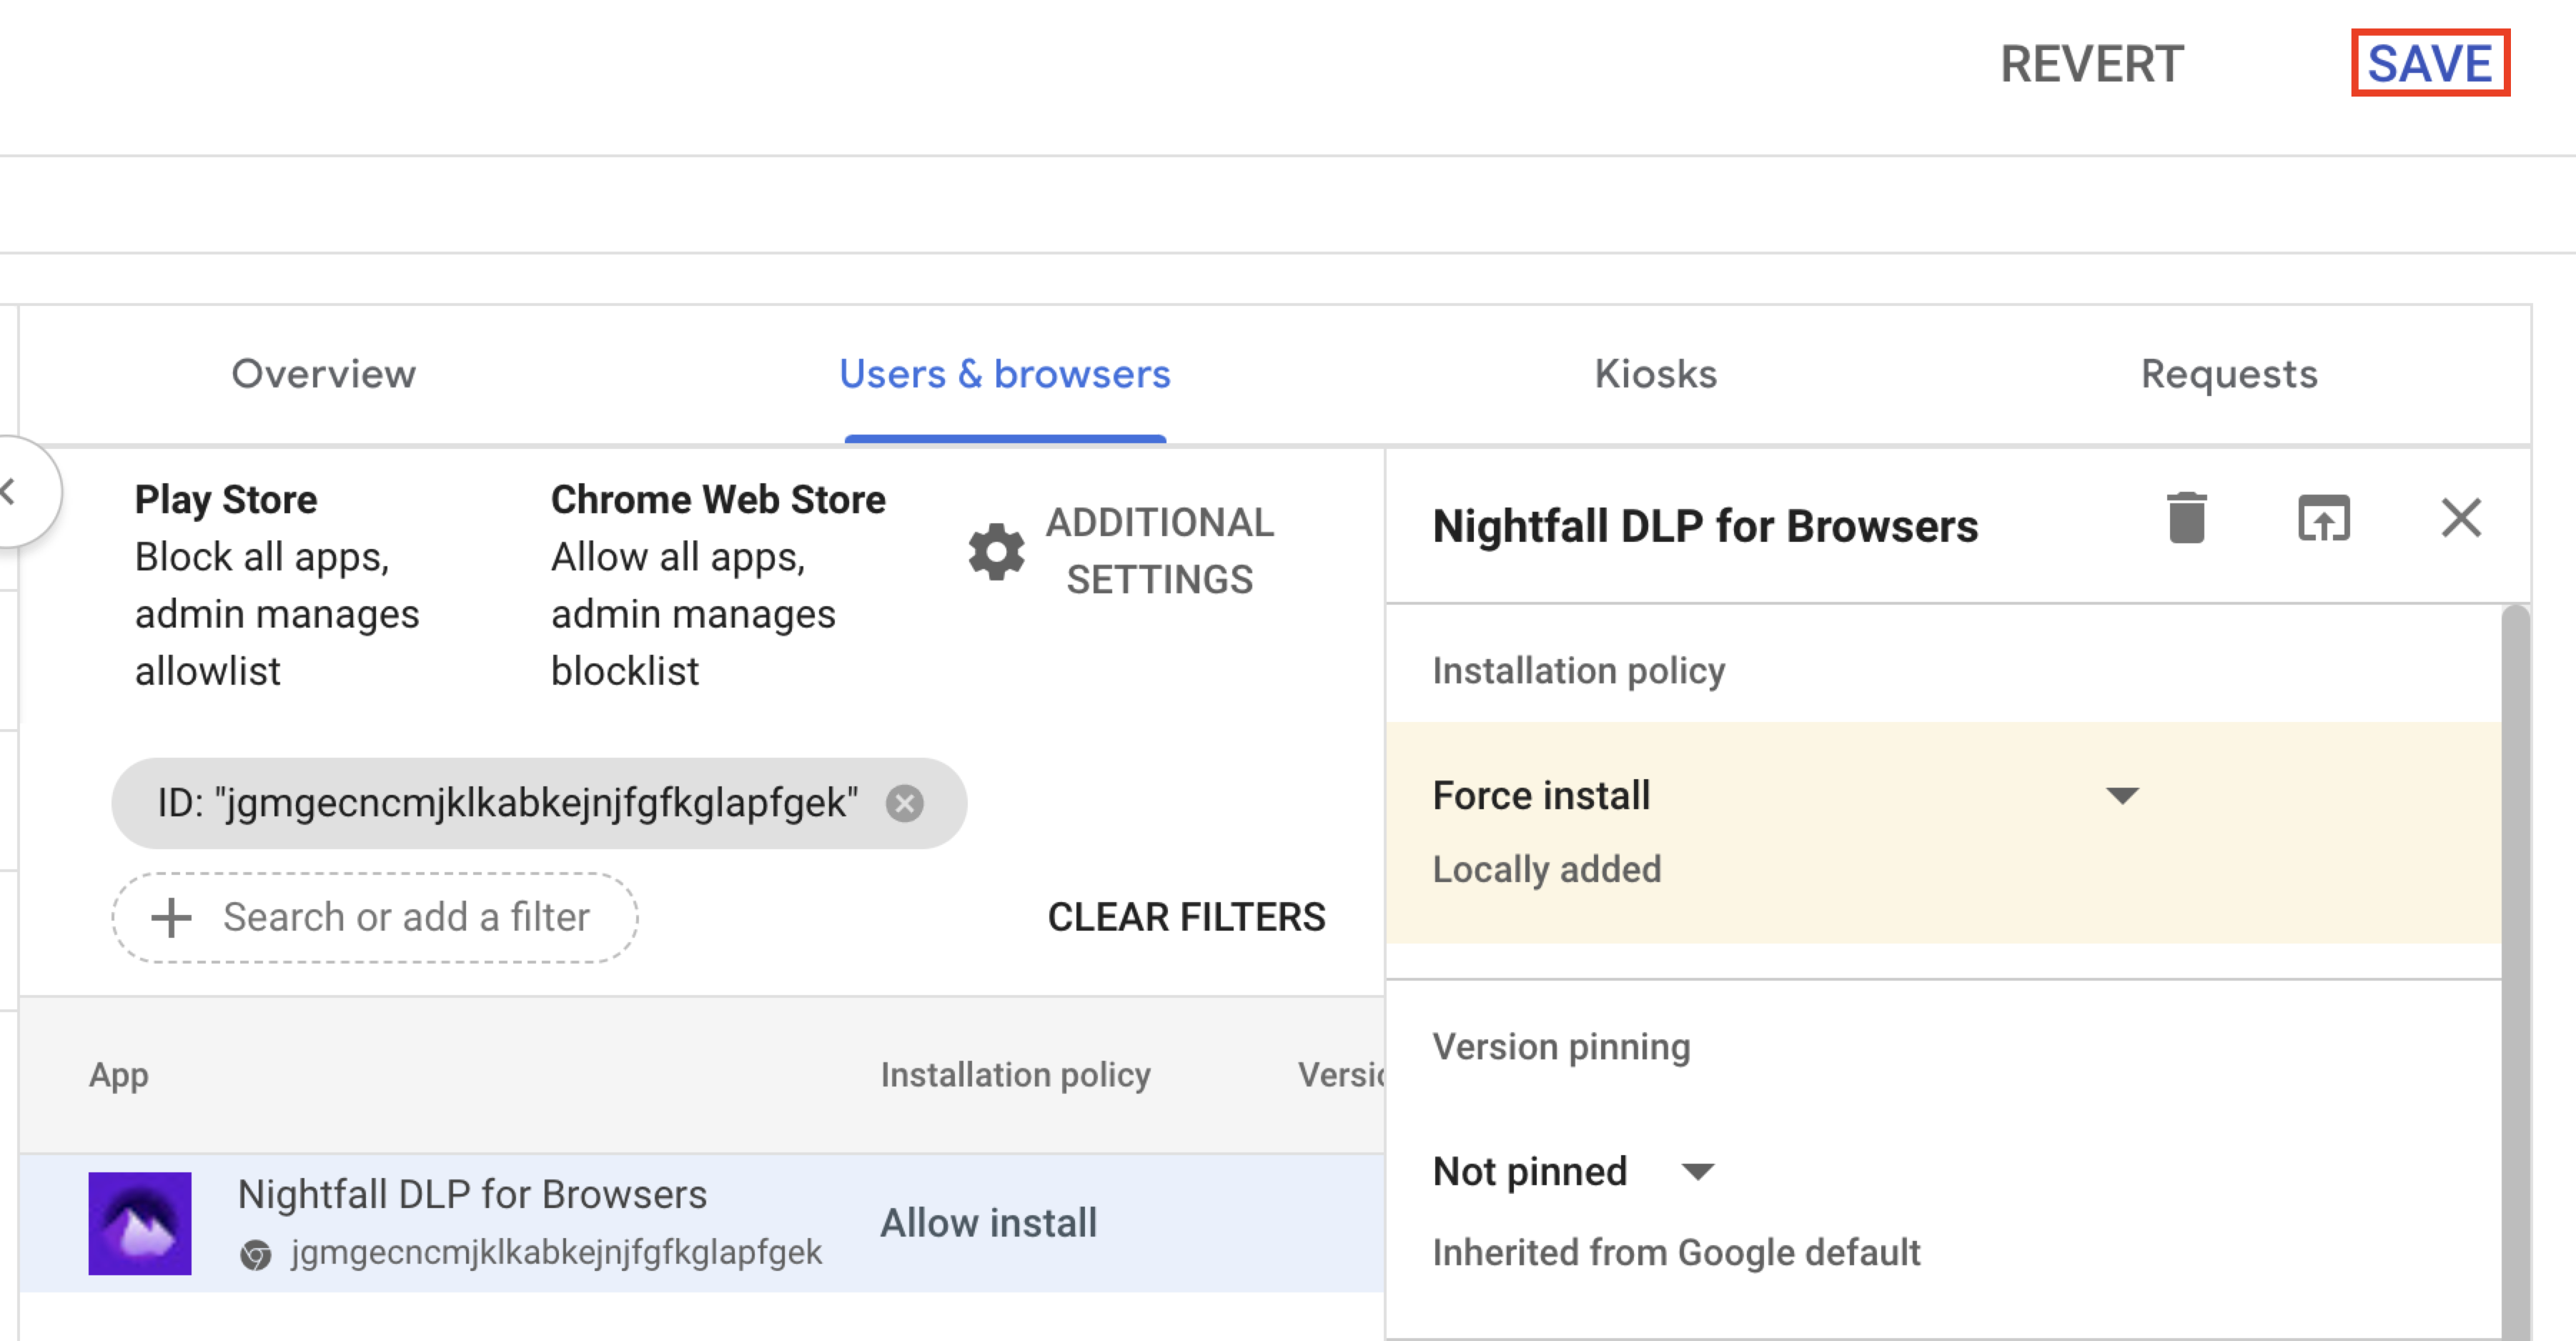 REVERT SAVE
Overview Users & browsers Kiosks Requests
Play Store
Block all apps,
admin manages
allowlist
Chrome Web Store
Allow all apps,
admin manages
blocklist
ADDITIONAL
SETTINGS
ID: "jgmgecncmjklkabkejnjfgfkglapfgek"
Search or add a filter
CLEAR FILTERS
App Installation policy
Nightfall DLP for Browsers
jgmgecncmjklkabkejnjfgfkglapfgek
Allow install
Nightfall DLP for Browsers
Installation policy
Force install
Locally added
Version pinning
Not pinned
Inherited from Google default